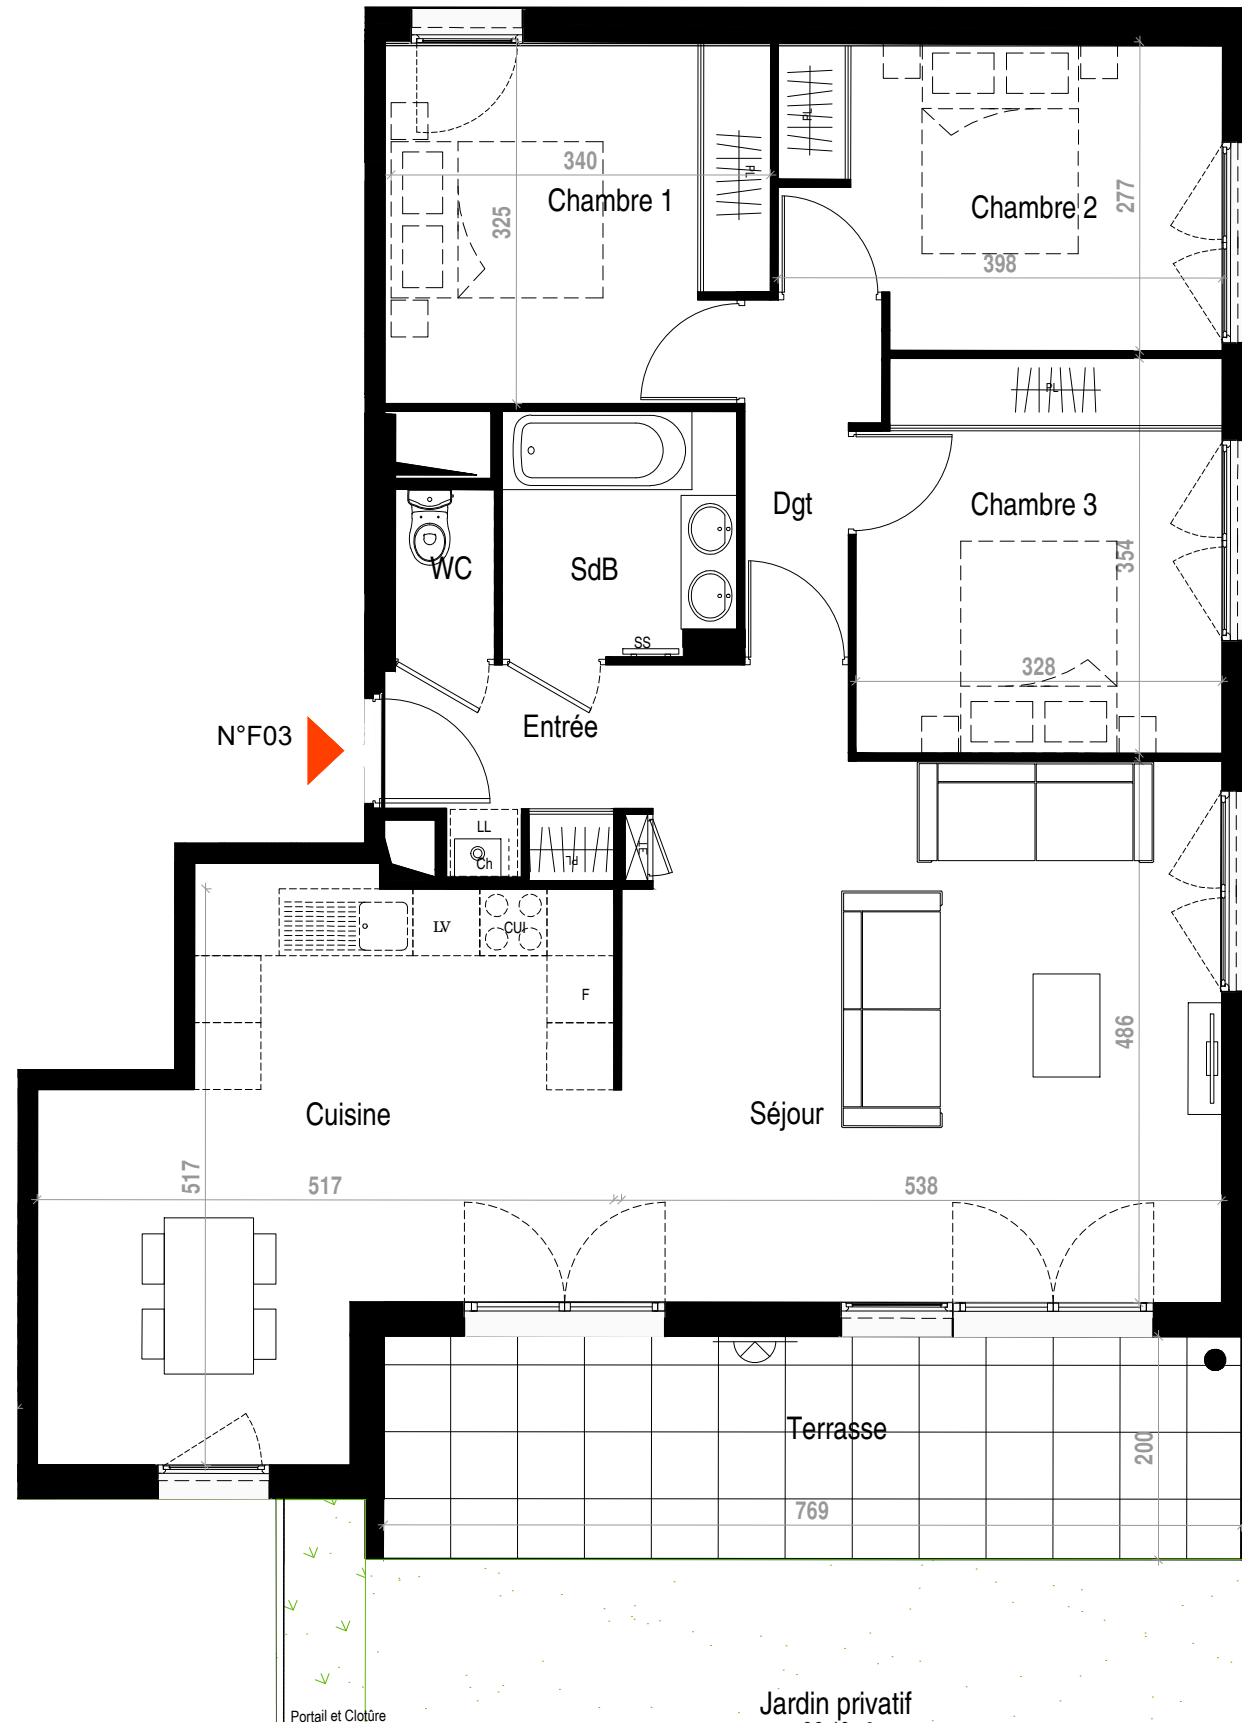 340
Chambre 1
325
PL
PL
Chambre 2
277
398
PL
Chambre 3
354
328
Dgt
WC
SdB
SS
N°F03
Entrée
LL
Ch
PL
TE
LV
CUI
F
486
Cuisine
Séjour
517
517
538
Terrasse
200
769
Jardin privatif
Portail et Clotûre